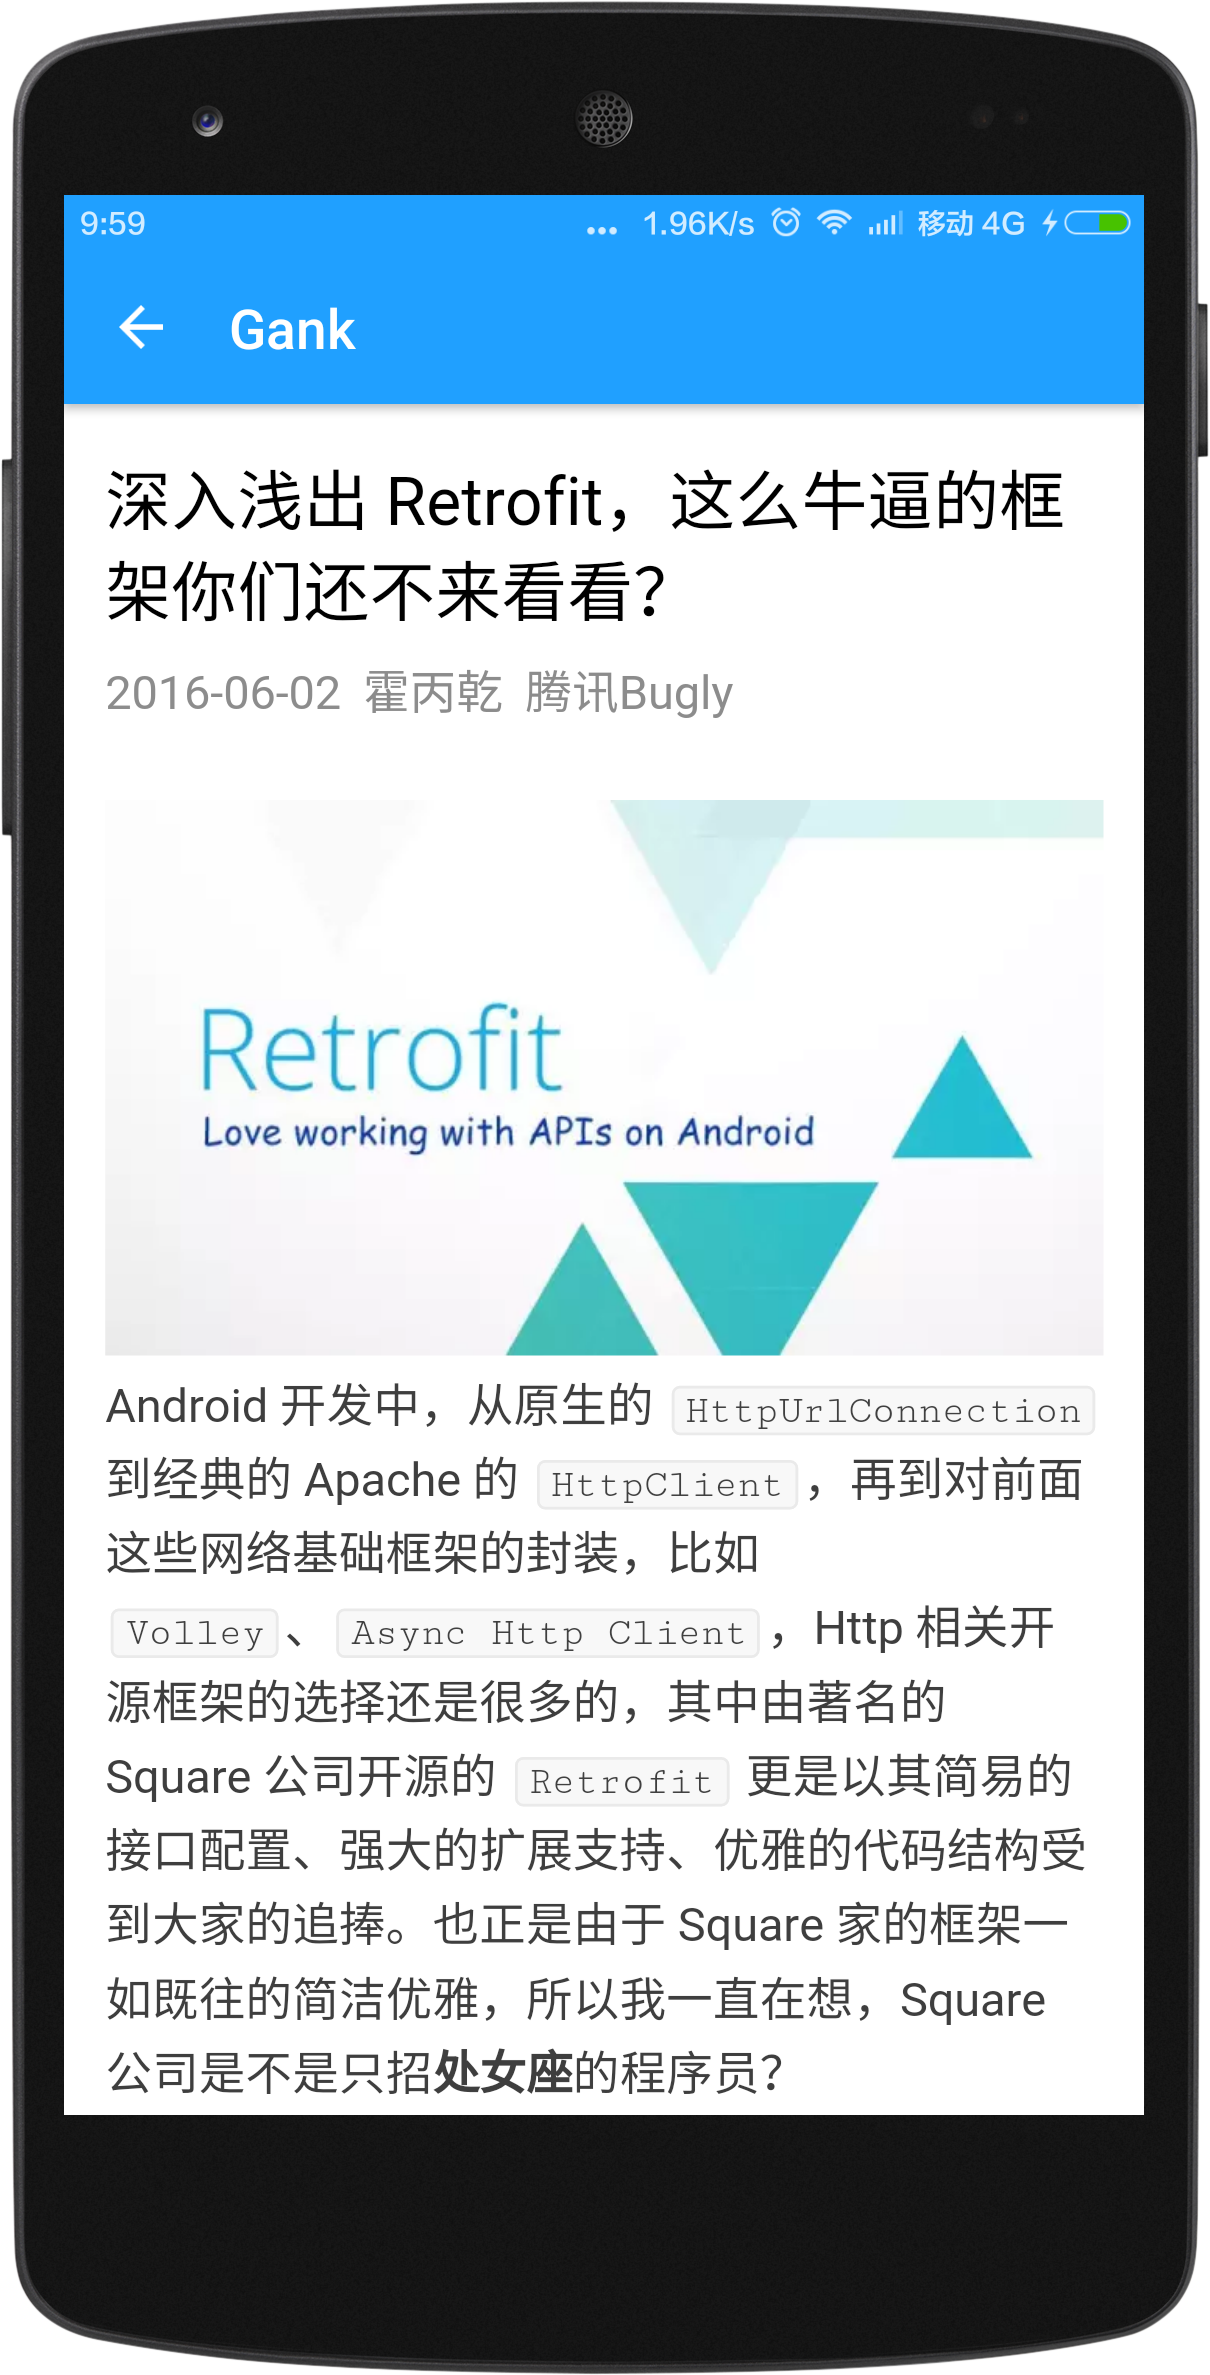 9:59 ... 1.96K/s 移动 4G
Gank
深入浅出 Retrofit，这么牛逼的框
架你们还不来看看？
2016-06-02 霍丙乾 腾讯Bugly
Retrofit
Love working with APIs on Android
Android 开发中，从原生的 HttpUrlConnection
到经典的 Apache 的 HttpClient，再到对前面
这些网络基础框架的封装，比如
Volley、Async Http Client，Http 相关开
源框架的选择还是很多的，其中由著名的
Square 公司开源的 Retrofit 更是以其简易的
接口配置、强大的扩展支持、优雅的代码结构受
到大家的追捧。也正是由于 Square 家的框架一
如既往的简洁优雅，所以我一直在想，Square
公司是不是只招处女座的程序员？